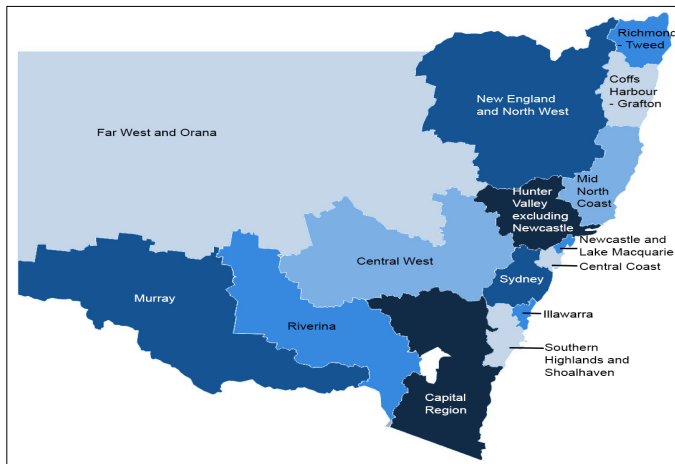 Richmond
- Tweed
Coffs
Harbour
- Grafton
New England
and North West
Far West and Orana
Mid
North
Coast
Hunter
Valley
excluding
Newcastle
Newcastle and
Lake Macquarie
Central Coast
Central West
Sydney
Murray
Illawarra
Riverina
Southern
Highlands and
Shoalhaven
Capital
Region